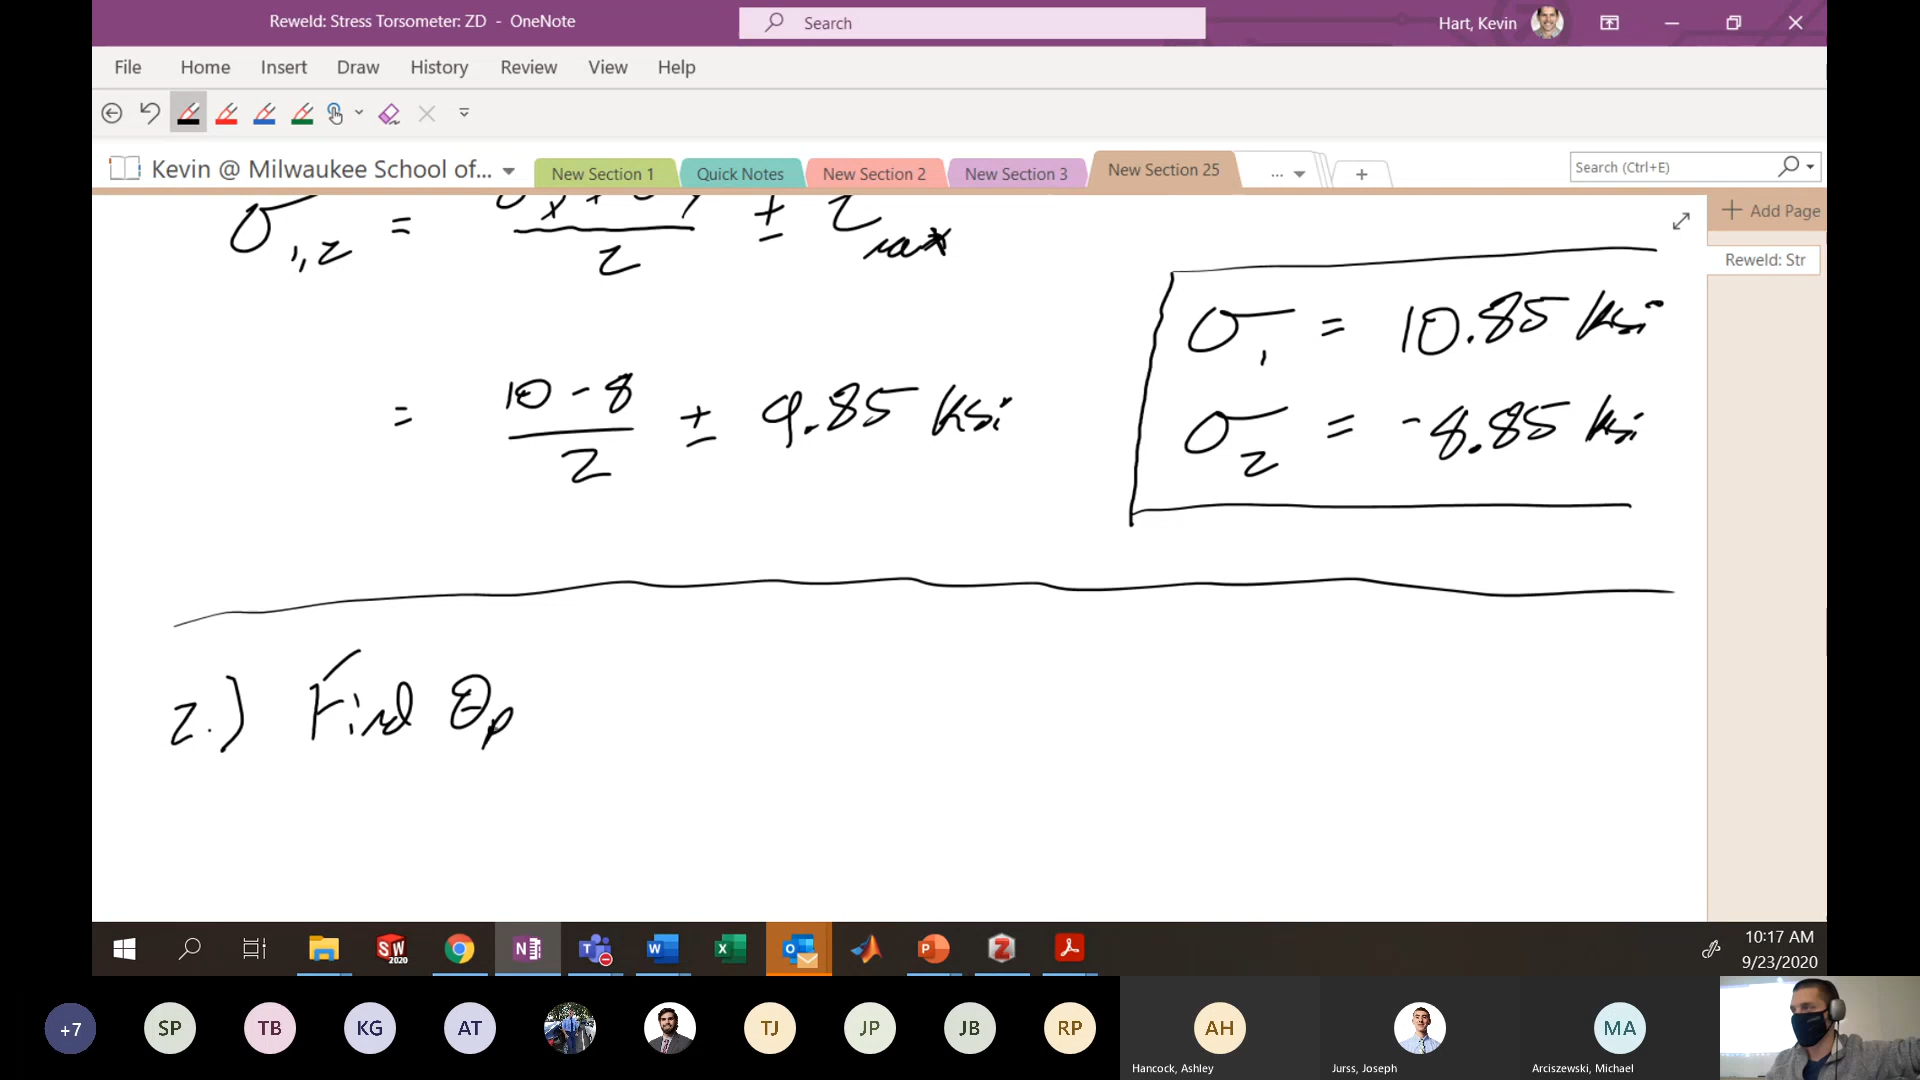 Reweld: Stress Torsometer: ZD - OneNote
Search
Hart, Kevin
File Home Insert Draw History Review View Help
Kevin @ Milwaukee School of...
New Section 1
Quick Notes
New Section 2
New Section 3
New Section 25
...
Search (Ctrl+E)
Add Page
Reweld: Str
σ1,2 = σx + σy / 2 ± τmax
= 10 - 8 / 2 ± 9.85 ksi
σ1 = 10.85 ksi
σ2 = -8.85 ksi
2.) Find θp
SW
2020
N
T
W
X
O
P
Z
10:17 AM
9/23/2020
+7
SP
TB
KG
AT
TJ
JP
JB
RP
AH
MA
Hancock, Ashley
Jurss, Joseph
Arciszewski, Michael